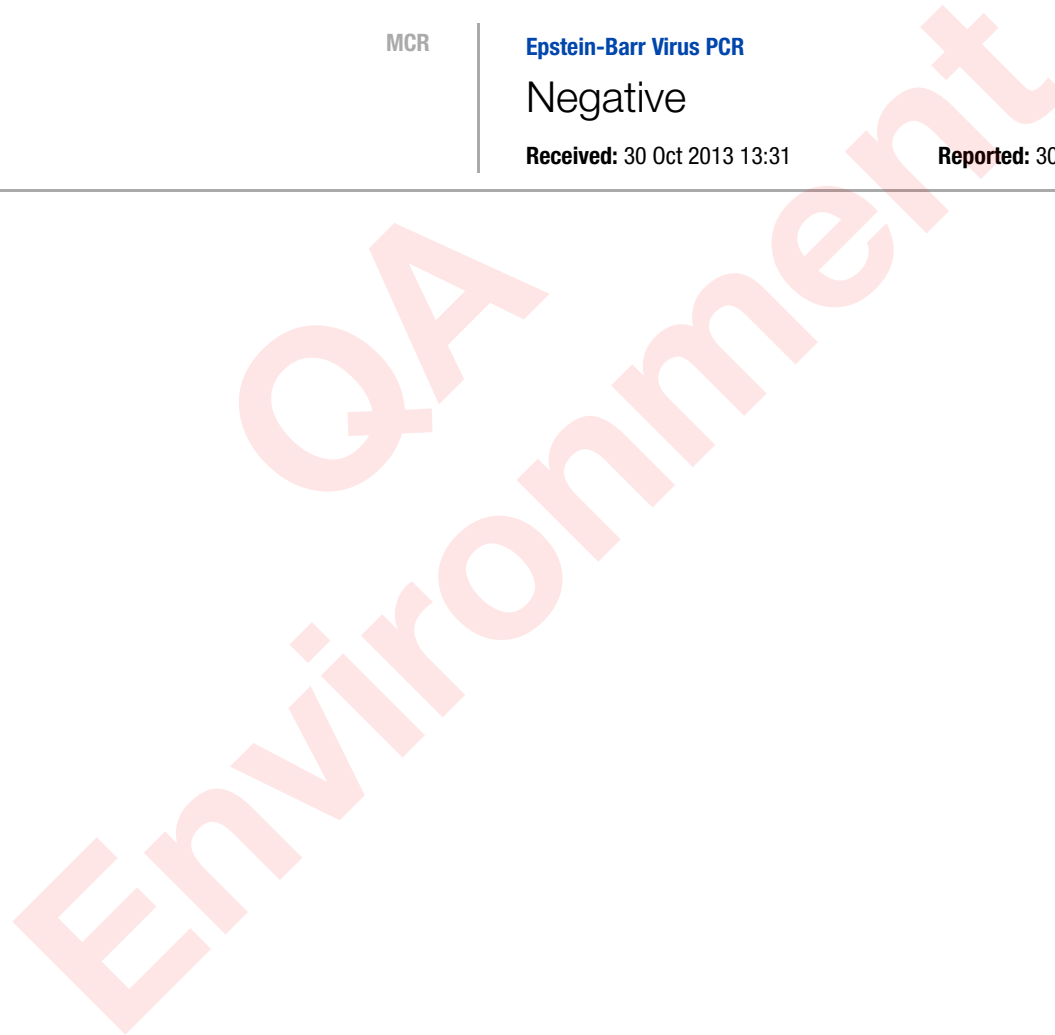 MCR
Epstein-Barr Virus PCR
Negative
Received: 30 Oct 2013 13:31 Reported: 30
QA
Environment